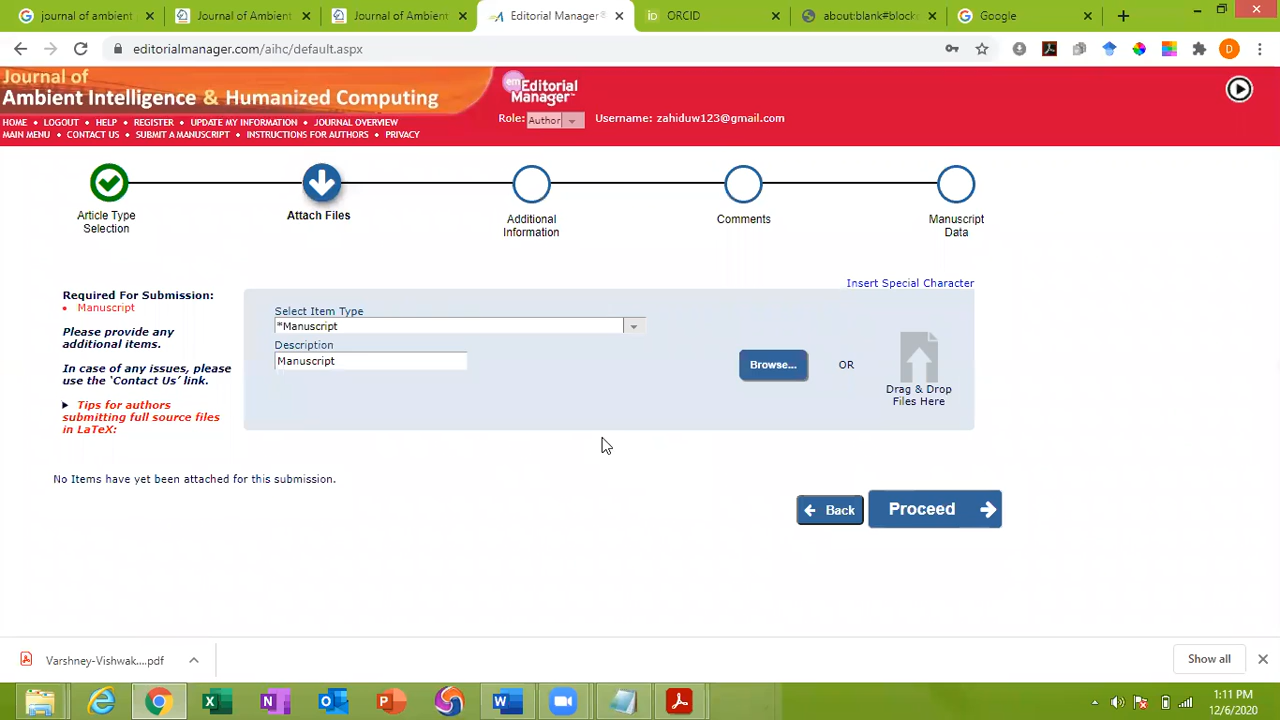 journal of ambient
Journal of Ambient
Journal of Ambient
Editorial Manager®
ORCID
about:blank#block
Google
editorialmanager.com/aihc/default.aspx
D
Journal of
Ambient Intelligence & Humanized Computing
em Editorial
Manager
HOME • LOGOUT • HELP • REGISTER • UPDATE MY INFORMATION • JOURNAL OVERVIEW
MAIN MENU • CONTACT US • SUBMIT A MANUSCRIPT • INSTRUCTIONS FOR AUTHORS • PRIVACY
Role: Author Username: zahiduw123@gmail.com
Article Type
Selection
Attach Files
Additional
Information
Comments
Manuscript
Data
Insert Special Character
Required For Submission:
• Manuscript
Please provide any
additional items.
In case of any issues, please
use the 'Contact Us' link.
Tips for authors
submitting full source files
in LaTeX:
Select Item Type
*Manuscript
Description
Manuscript
Browse...
OR
Drag & Drop
Files Here
No Items have yet been attached for this submission.
Back
Proceed
Varshney-Vishwak....pdf
Show all
1:11 PM
12/6/2020